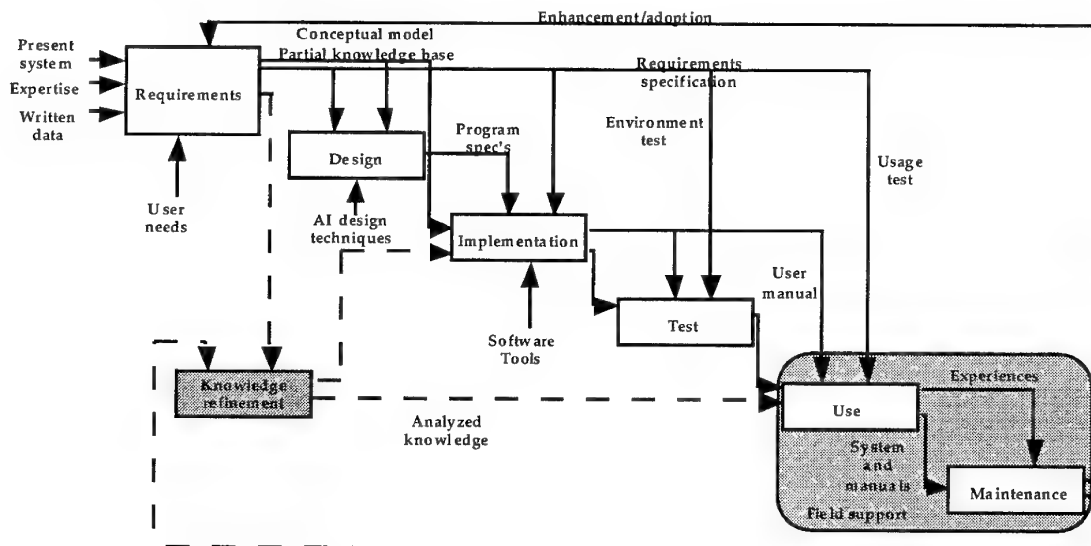 Enhancement/adoption
Conceptual model
Partial knowledge base
Present
system
Expertise
Written
data
Requirements
Requirements
specification
Program
spec's
Environment
test
Usage
test
Design
User
needs
AI design
techniques
Implementation
User
manual
Software
Tools
Test
Knowledge
refinement
Analyzed
knowledge
Experiences
Use
System
and
manuals
Maintenance
Field support